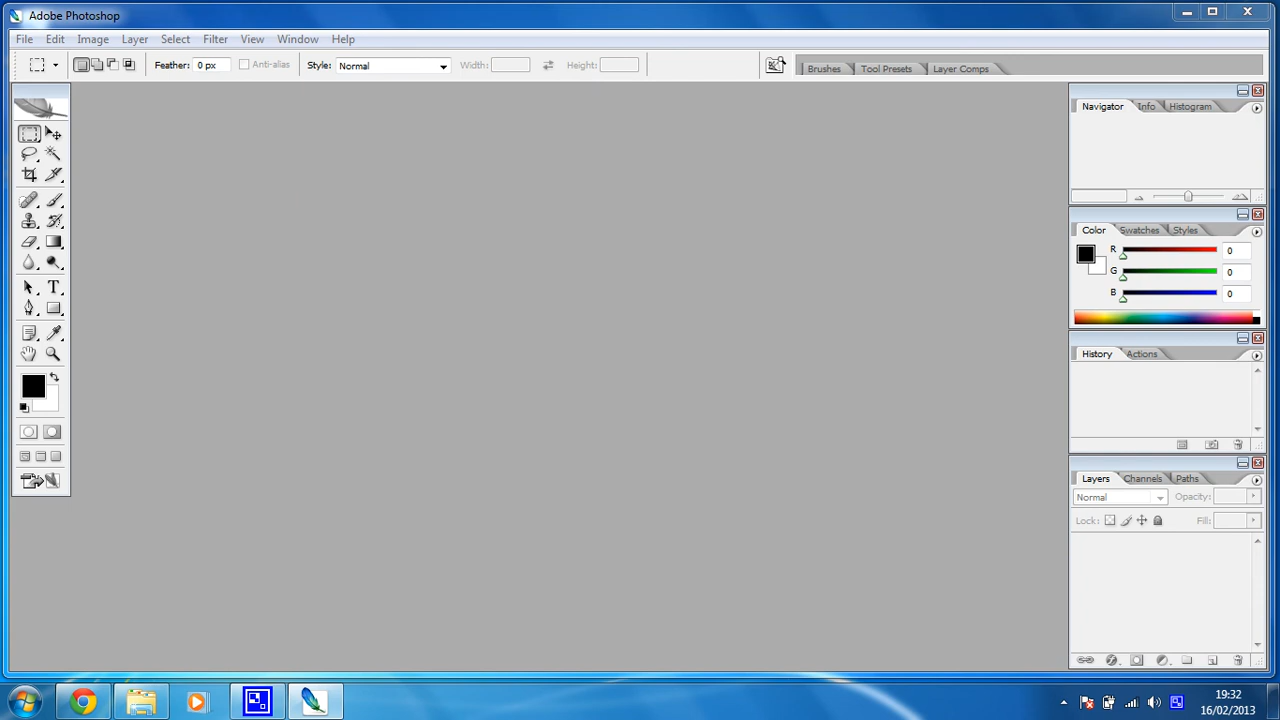 Adobe Photoshop
File Edit Image Layer Select Filter View Window Help
Feather: 0 px Anti-alias Style: Normal Width: Height: Brushes Tool Presets Layer Comps
Navigator Info Histogram
Color Swatches Styles
R 0
G 0
B 0
History Actions
Layers Channels Paths
Normal Opacity:
Lock: Fill:
T
19:32
16/02/2013